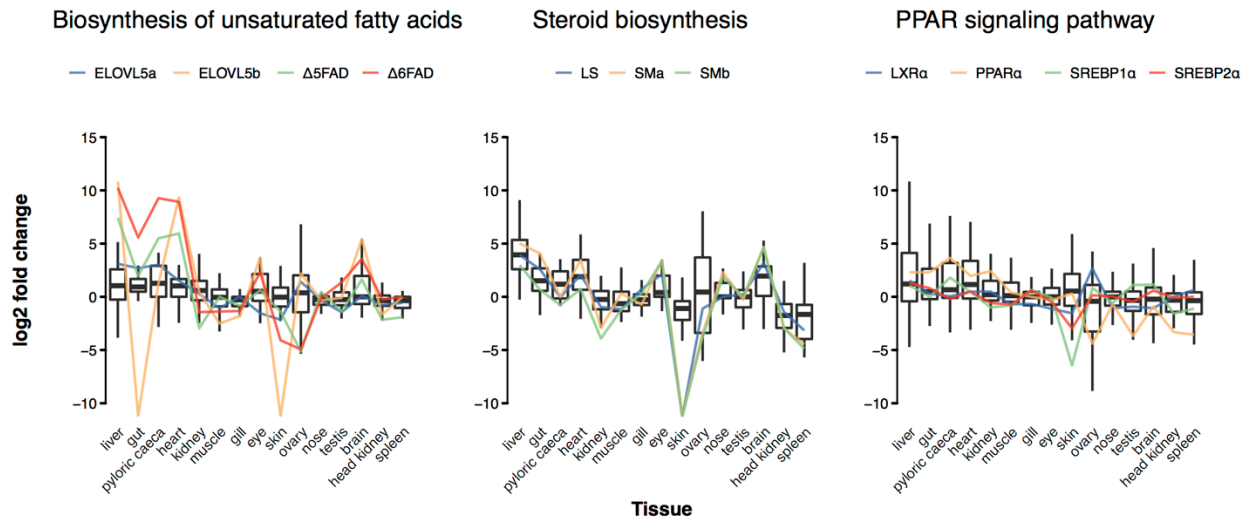 Biosynthesis of unsaturated fatty acids
ELOVL5a ELOVL5b Δ5FAD Δ6FAD
log2 fold change
15
10
5
0
−5
−10
liver gut pyloric caeca heart kidney muscle gill eye skin ovary nose testis brain head kidney spleen
Steroid biosynthesis
LS SMa SMb
15
10
5
0
−5
−10
liver gut pyloric caeca heart kidney muscle gill eye skin ovary nose testis brain head kidney spleen
Tissue
PPAR signaling pathway
LXRα PPARα SREBP1α SREBP2α
15
10
5
0
−5
−10
liver gut pyloric caeca heart kidney muscle gill eye skin ovary nose testis brain head kidney spleen